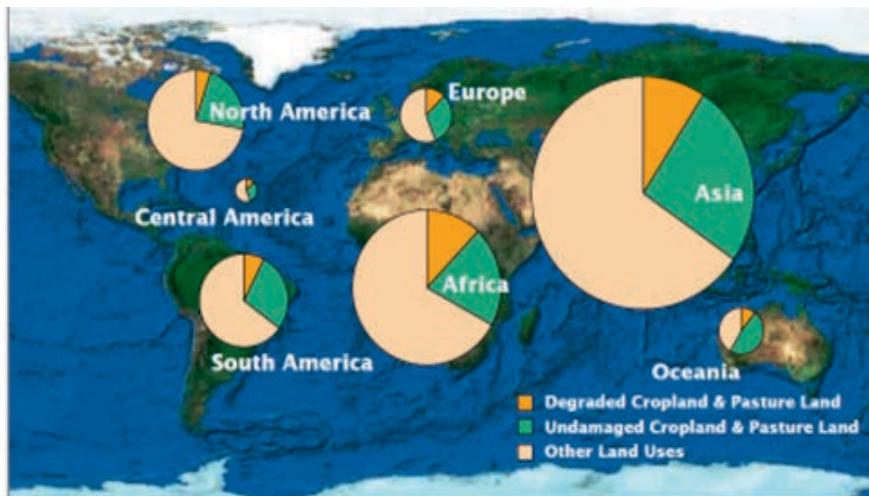 Europe
North America
Asia
Central America
Africa
South America
Oceania
Degraded Cropland & Pasture Land
Undamaged Cropland & Pasture Land
Other Land Uses